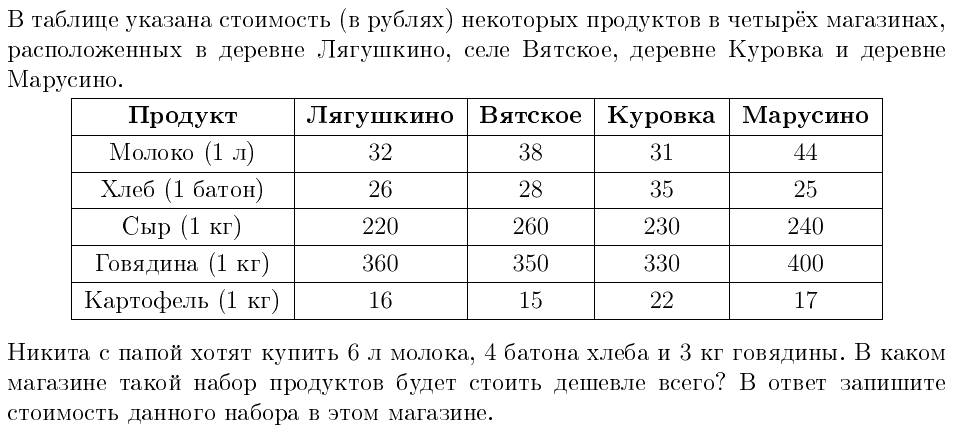 В таблице указана стоимость (в рублях) некоторых продуктов в четырёх магазинах,
расположенных в деревне Лягушкино, селе Вятское, деревне Куровка и деревне
Марусино.
Продукт Лягушкино Вятское Куровка Марусино
Молоко (1 л) 32 38 31 44
Хлеб (1 батон) 26 28 35 25
Сыр (1 кг) 220 260 230 240
Говядина (1 кг) 360 350 330 400
Картофель (1 кг) 16 15 22 17
Никита с папой хотят купить 6 л молока, 4 батона хлеба и 3 кг говядины. В каком
магазине такой набор продуктов будет стоить дешевле всего? В ответ запишите
стоимость данного набора в этом магазине.